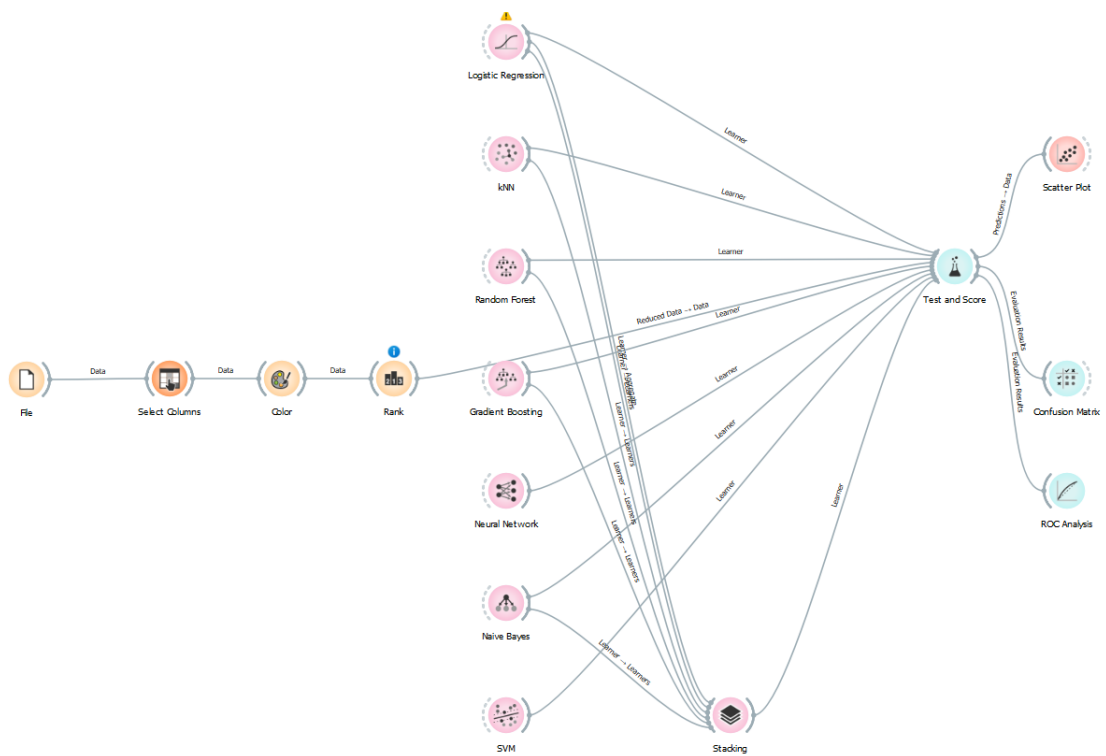 Logistic Regression
Learner
kNN
Learner
Scatter Plot
Predictions → Data
Random Forest
Learner
Test and Score
Reduced Data → Data
Learner
Evaluation Results
Evaluation Results
File
Data
Select Columns
Data
Color
Data
Rank
Gradient Boosting
Learner
Confusion Matrix
Learner → Learners
Learner
Learner → Learners
Learner
Learner
Neural Network
ROC Analysis
Learner → Learners
Naive Bayes
Learner → Learners
SVM
Stacking